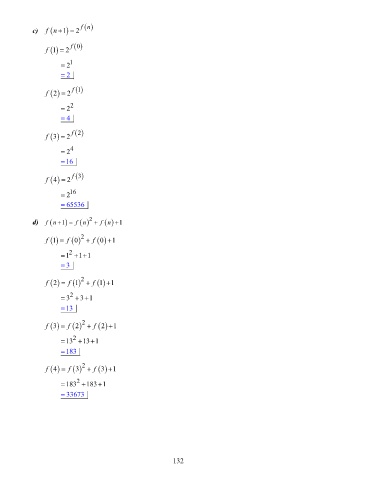 c) f(n+1) = 2^f(n)
f(1) = 2^f(0)
= 2^1
= 2
f(2) = 2^f(1)
= 2^2
= 4
f(3) = 2^f(2)
= 2^4
= 16
f(4) = 2^f(3)
= 2^16
= 65536
d) f(n+1) = f(n)^2 + f(n) + 1
f(1) = f(0)^2 + f(0) + 1
= 1^2 + 1 + 1
= 3
f(2) = f(1)^2 + f(1) + 1
= 3^2 + 3 + 1
= 13
f(3) = f(2)^2 + f(2) + 1
= 13^2 + 13 + 1
= 183
f(4) = f(3)^2 + f(3) + 1
= 183^2 + 183 + 1
= 33673
132